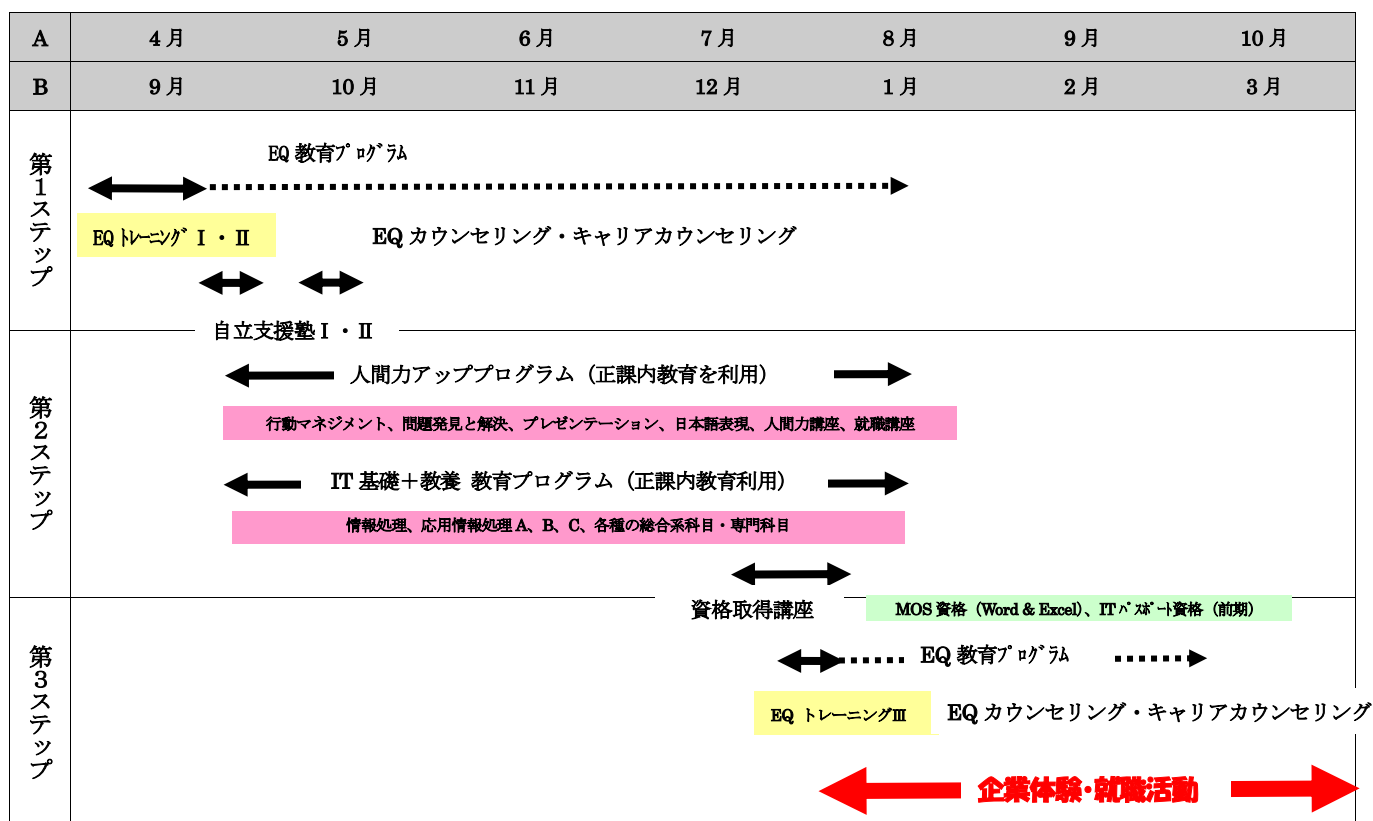 A 4月 5月 6月 7月 8月 9月 10月
B 9月 10月 11月 12月 1月 2月 3月
第1ステップ
EQ教育ﾌﾟﾛｸﾞﾗﾑ
EQﾄﾚｰﾆﾝｸﾞⅠ・Ⅱ
EQカウンセリング・キャリアカウンセリング
自立支援塾Ⅰ・Ⅱ
第2ステップ
人間力アッププログラム（正課内教育を利用）
行動マネジメント、問題発見と解決、プレゼンテーション、日本語表現、人間力講座、就職講座
IT基礎＋教養 教育プログラム（正課内教育利用）
情報処理、応用情報処理A、B、C、各種の総合系科目・専門科目
資格取得講座
MOS資格（Word & Excel）、ITﾊﾟｽﾎﾟｰﾄ資格（前期）
第3ステップ
EQ教育ﾌﾟﾛｸﾞﾗﾑ
EQ トレーニングⅢ
EQカウンセリング・キャリアカウンセリング
企業体験・就職活動